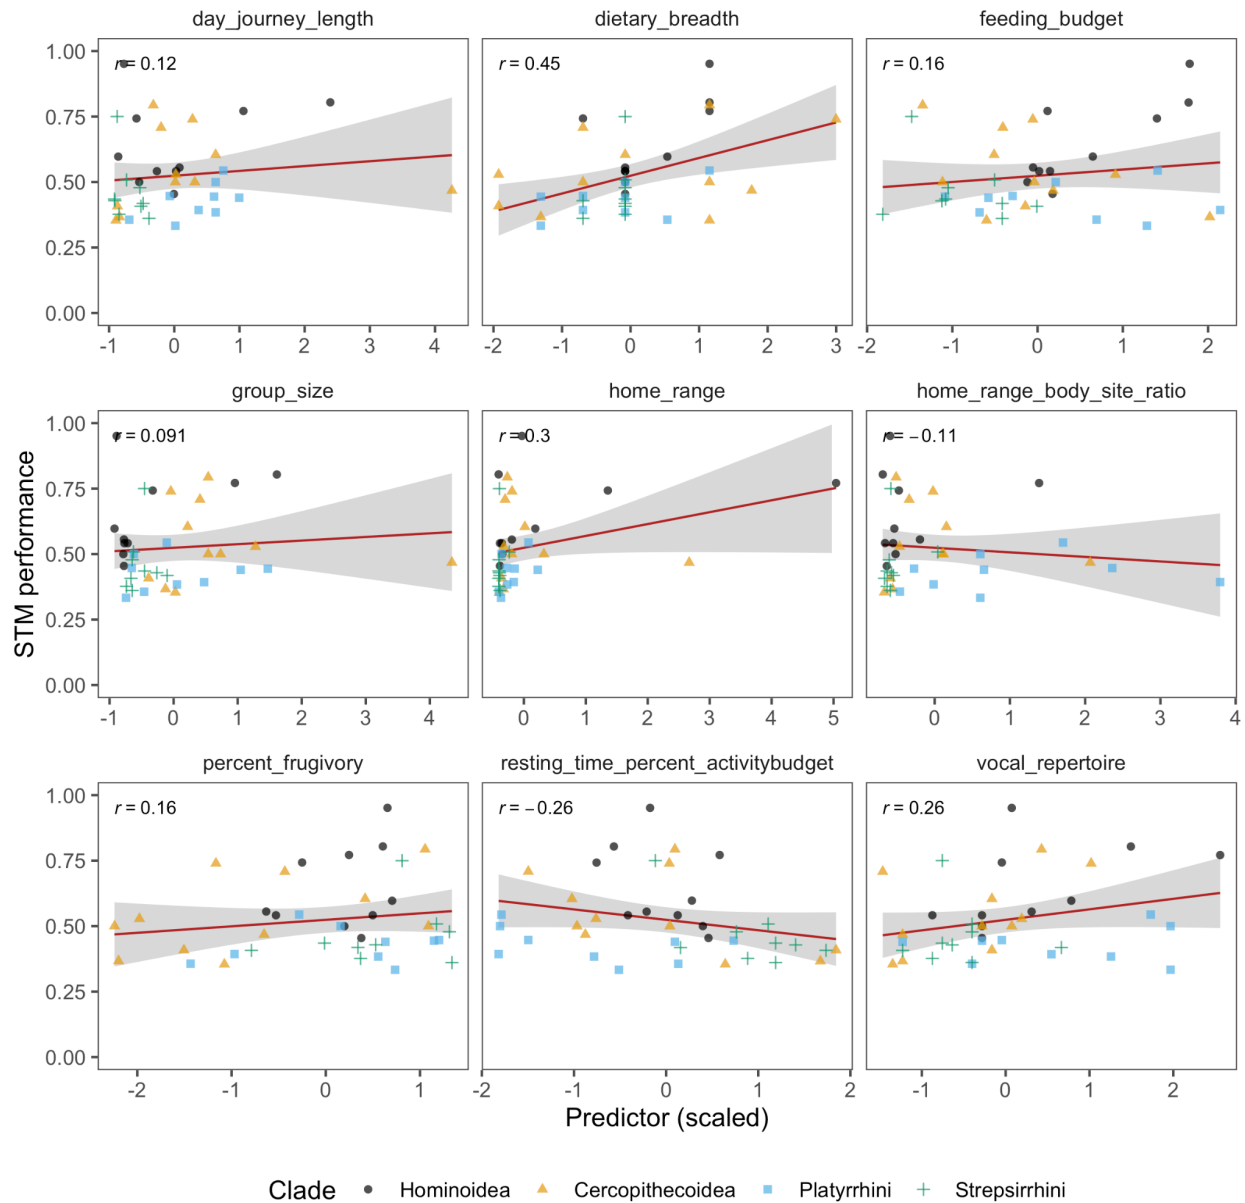 day_journey_length dietary_breadth feeding_budget
r = 0.12 r = 0.45 r = 0.16
1.00
0.75
0.50
0.25
0.00
-1 0 1 2 3 4 -2 -1 0 1 2 3 -2 -1 0 1 2
group_size home_range home_range_body_site_ratio
r = 0.091 r = 0.3 r = −0.11
1.00
0.75
0.50
0.25
0.00
-1 0 1 2 3 4 0 1 2 3 4 5 0 1 2 3 4
STM performance
percent_frugivory resting_time_percent_activitybudget vocal_repertoire
r = 0.16 r = −0.26 r = 0.26
1.00
0.75
0.50
0.25
0.00
-2 -1 0 1 -2 -1 0 1 2 -1 0 1 2
Predictor (scaled)
Clade Hominoidea Cercopithecoidea Platyrrhini Strepsirrhini